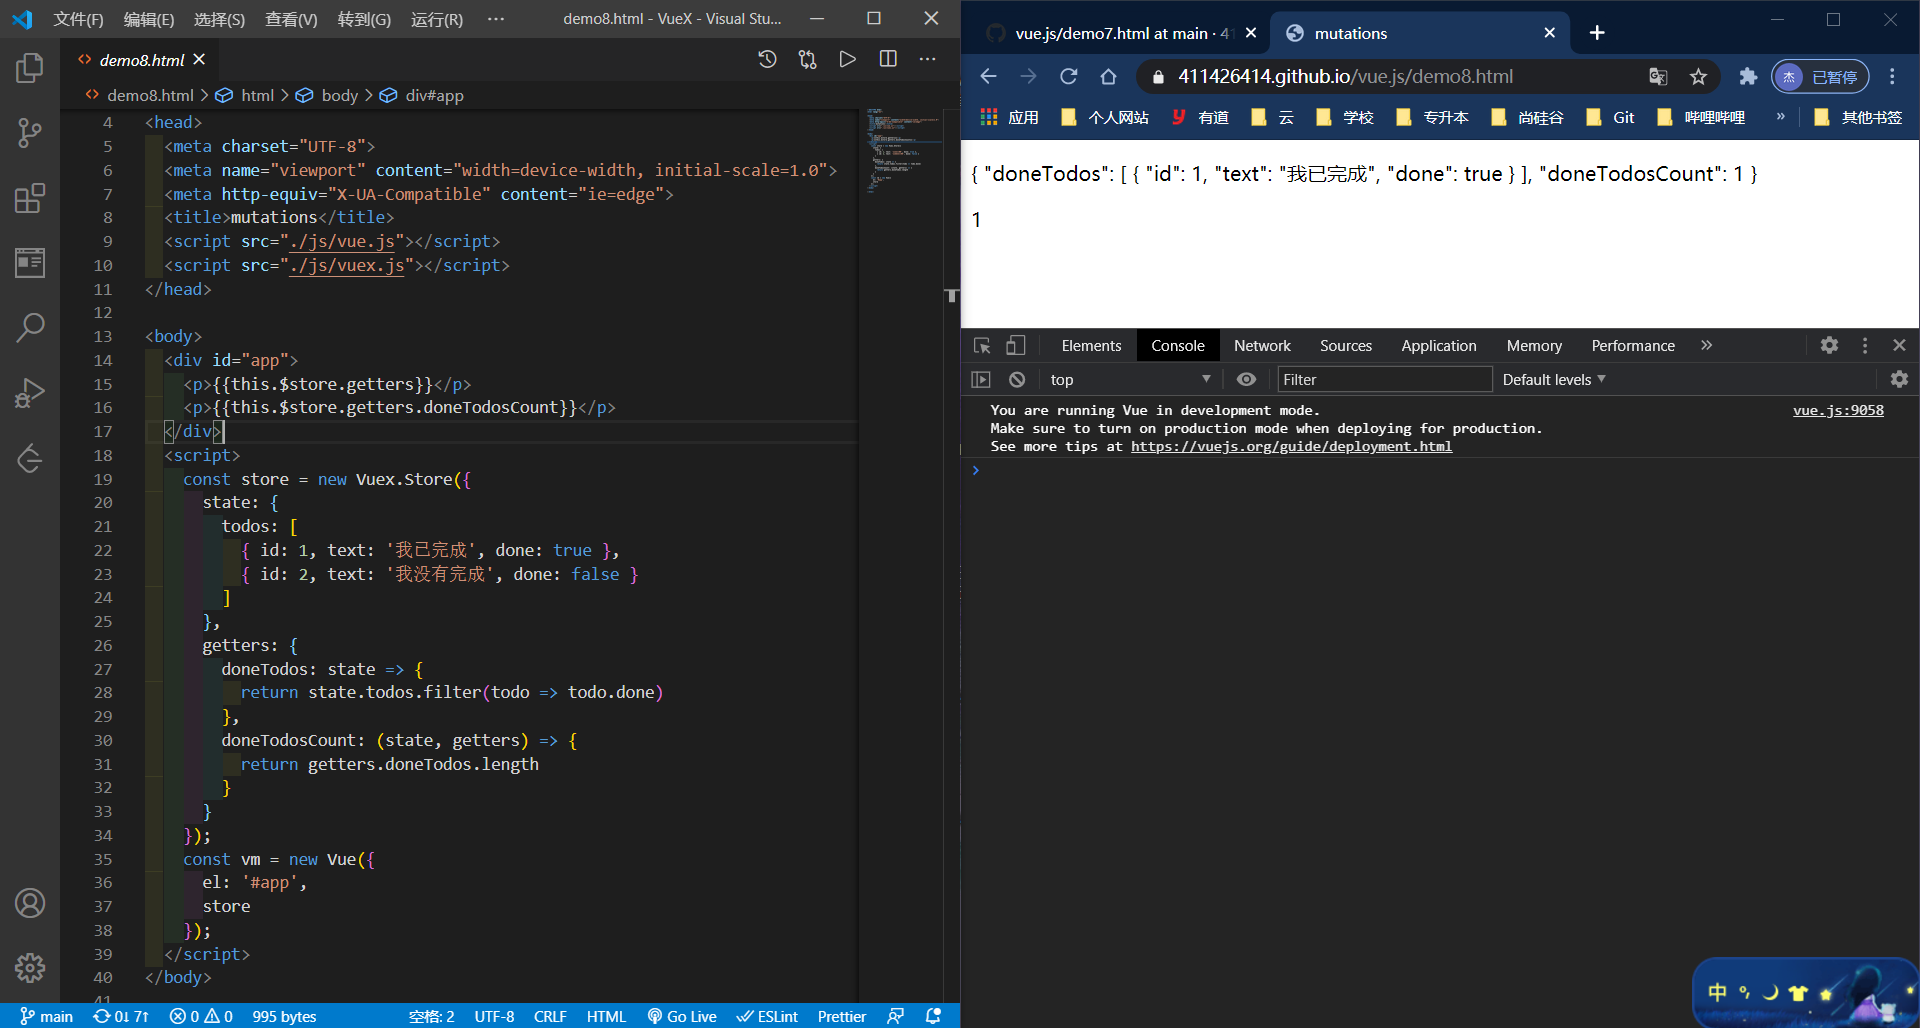 文件(F) 编辑(E) 选择(S) 查看(V) 转到(G) 运行(R) ··· demo8.html - VueX - Visual Stu...
demo8.html
demo8.html > html > body > div#app
4 <head>
5 <meta charset="UTF-8">
6 <meta name="viewport" content="width=device-width, initial-scale=1.0">
7 <meta http-equiv="X-UA-Compatible" content="ie=edge">
8 <title>mutations</title>
9 <script src="./js/vue.js"></script>
10 <script src="./js/vuex.js"></script>
11 </head>
12
13 <body>
14 <div id="app">
15 <p>{{this.$store.getters}}</p>
16 <p>{{this.$store.getters.doneTodosCount}}</p>
17 </div>
18 <script>
19 const store = new Vuex.Store({
20 state: {
21 todos: [
22 { id: 1, text: '我已完成', done: true },
23 { id: 2, text: '我没有完成', done: false }
24 ]
25 },
26 getters: {
27 doneTodos: state => {
28 return state.todos.filter(todo => todo.done)
29 },
30 doneTodosCount: (state, getters) => {
31 return getters.doneTodos.length
32 }
33 }
34 });
35 const vm = new Vue({
36 el: '#app',
37 store
38 });
39 </script>
40 </body>
41
main 0↓ 7↑ 0 0 995 bytes 空格: 2 UTF-8 CRLF HTML Go Live ESLint Prettier
vue.js/demo7.html at main · 41 mutations
411426414.github.io/vue.js/demo8.html 杰 已暂停
应用 个人网站 有道 云 学校 专升本 尚硅谷 Git 哔哩哔哩 » 其他书签
{ "doneTodos": [ { "id": 1, "text": "我已完成", "done": true } ], "doneTodosCount": 1 }
1
Elements Console Network Sources Application Memory Performance »
top Filter Default levels
You are running Vue in development mode. vue.js:9058
Make sure to turn on production mode when deploying for production.
See more tips at https://vuejs.org/guide/deployment.html
中